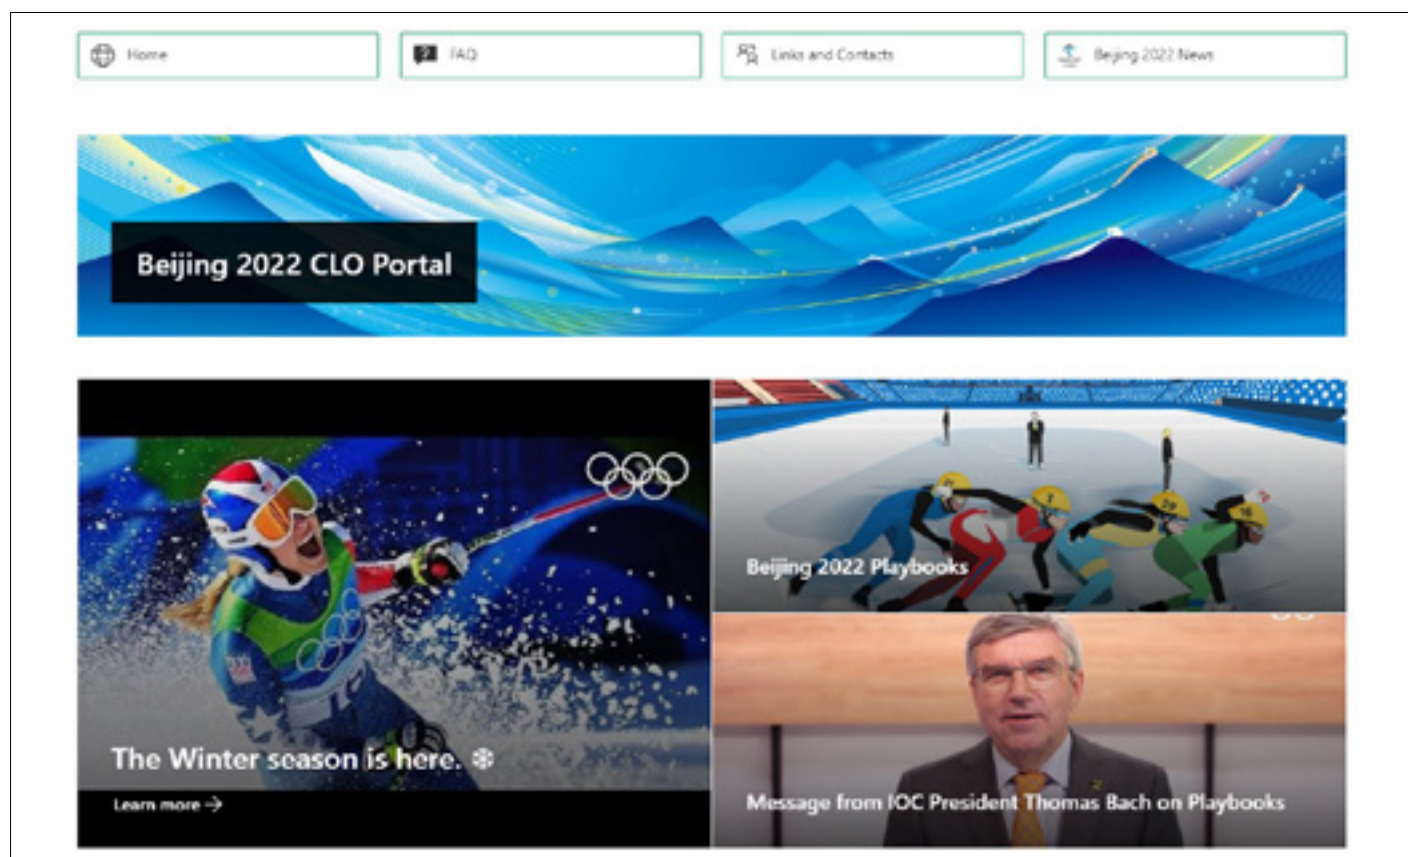 Home
FAQ
Links and Contacts
Beijing 2022 News
Beijing 2022 CLO Portal
The Winter season is here. ❄
Learn more →
Beijing 2022 Playbooks
Message from IOC President Thomas Bach on Playbooks